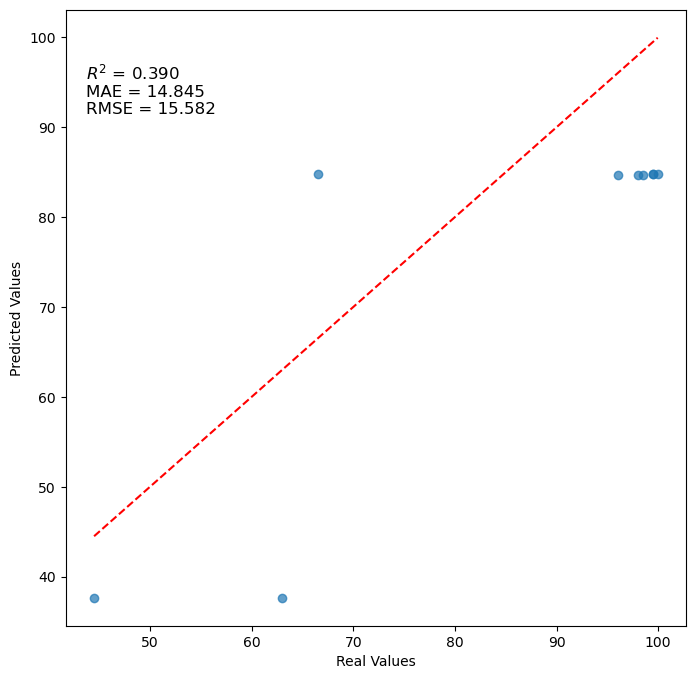 R² = 0.390
MAE = 14.845
RMSE = 15.582
100
90
80
70
60
50
40
Predicted Values
50 60 70 80 90 100
Real Values